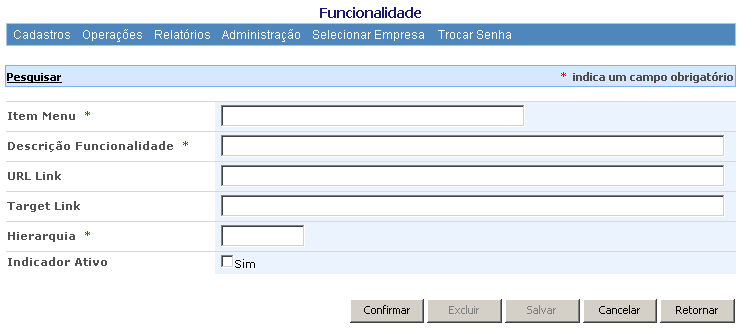 Funcionalidade
Cadastros Operações Relatórios Administração Selecionar Empresa Trocar Senha
Pesquisar * indica um campo obrigatório
Item Menu *
Descrição Funcionalidade *
URL Link
Target Link
Hierarquia *
Indicador Ativo Sim
Confirmar Excluir Salvar Cancelar Retornar